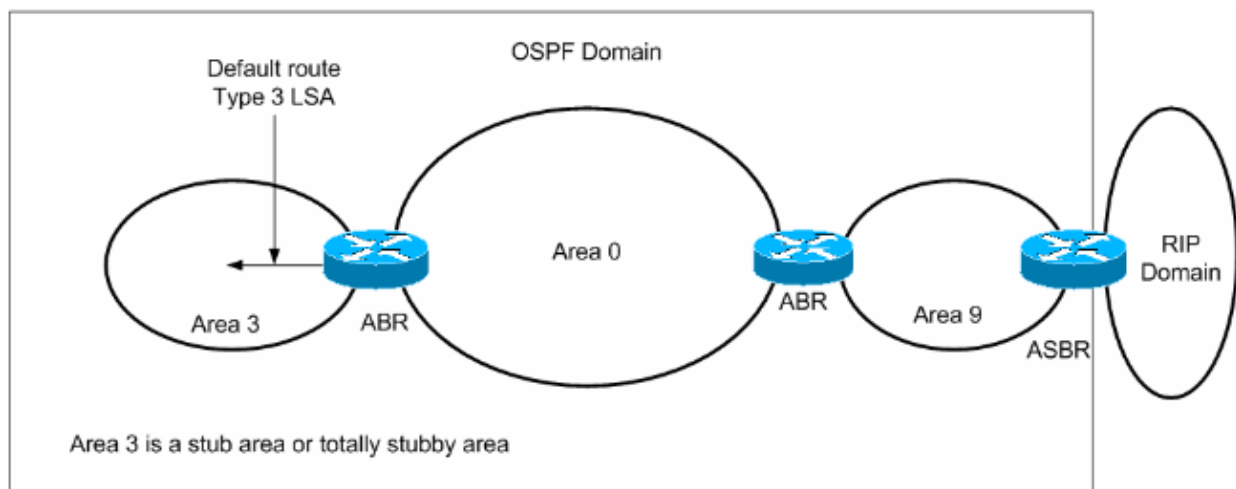 OSPF Domain
Default route
Type 3 LSA
Area 0
RIP
Domain
Area 3
ABR
ABR
Area 9
ASBR
Area 3 is a stub area or totally stubby area